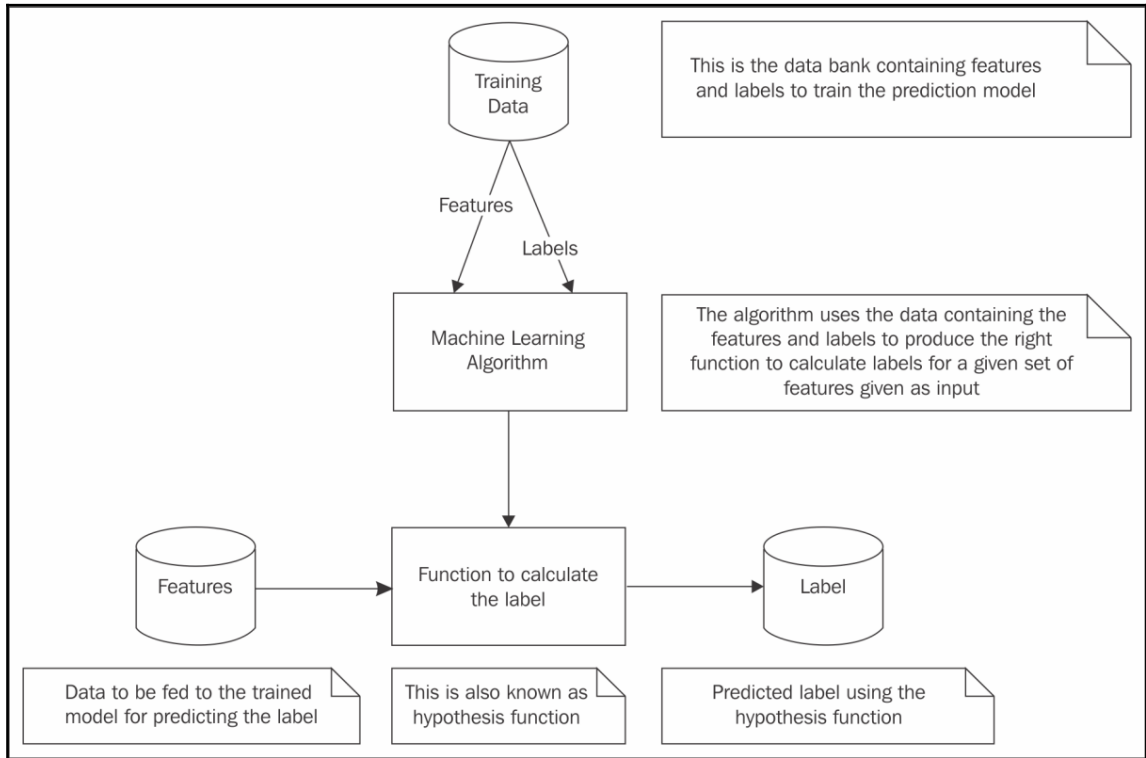 Training
Data
This is the data bank containing features
and labels to train the prediction model
Features
Labels
Machine Learning
Algorithm
The algorithm uses the data containing the
features and labels to produce the right
function to calculate labels for a given set of
features given as input
Features
Function to calculate
the label
Label
Data to be fed to the trained
model for predicting the label
This is also known as
hypothesis function
Predicted label using the
hypothesis function